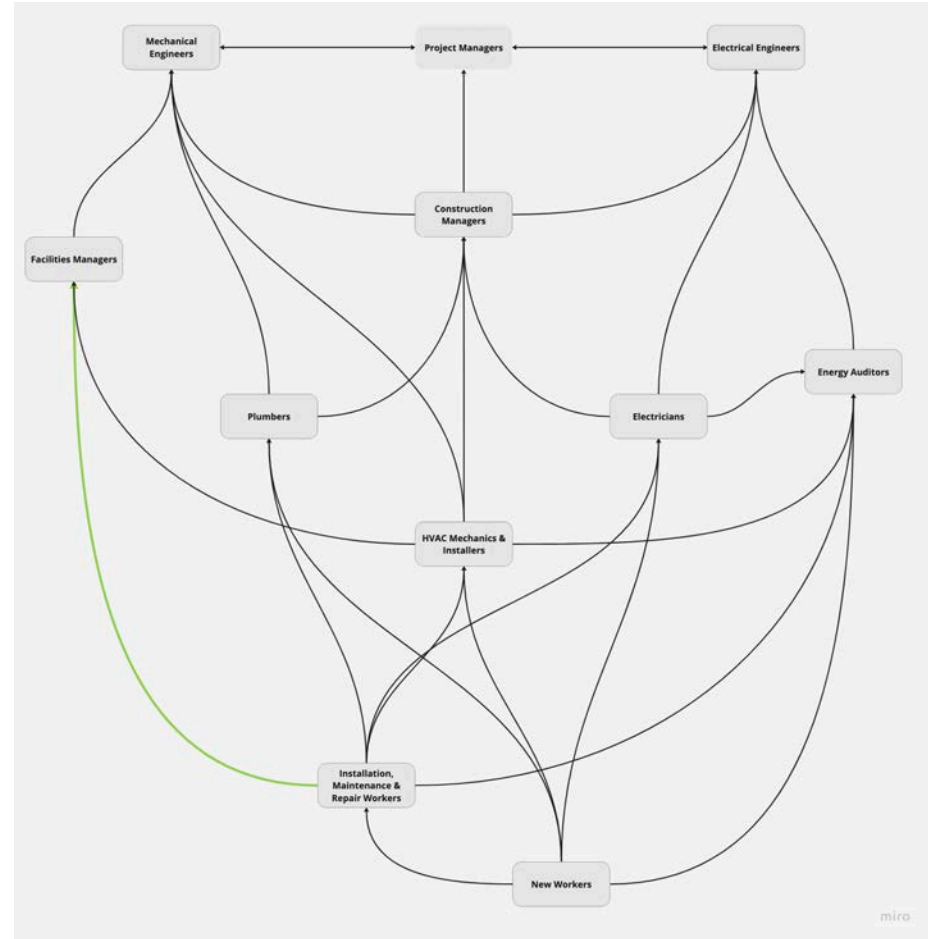 Mechanical
Engineers
Project Managers
Electrical Engineers
Construction
Managers
Facilities Managers
Energy Auditors
Plumbers
Electricians
HVAC Mechanics &
Installers
Installation,
Maintenance &
Repair Workers
New Workers
miro